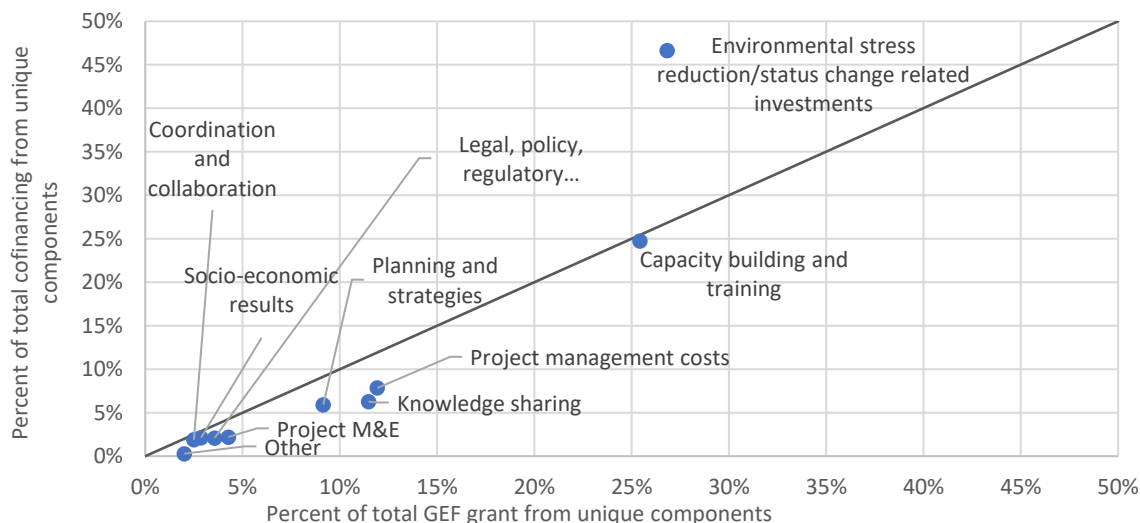 Percent of total cofinancing from unique
components
50%
45%
40%
35%
30%
25%
20%
15%
10%
5%
0%
Environmental stress
reduction/status change related
investments
Coordination
and
collaboration
Legal, policy,
regulatory...
Socio-economic
results
Planning and
strategies
Capacity building and
training
Project management costs
Knowledge sharing
Project M&E
Other
0%
5%
10%
15%
20%
25%
30%
35%
40%
45%
50%
Percent of total GEF grant from unique components